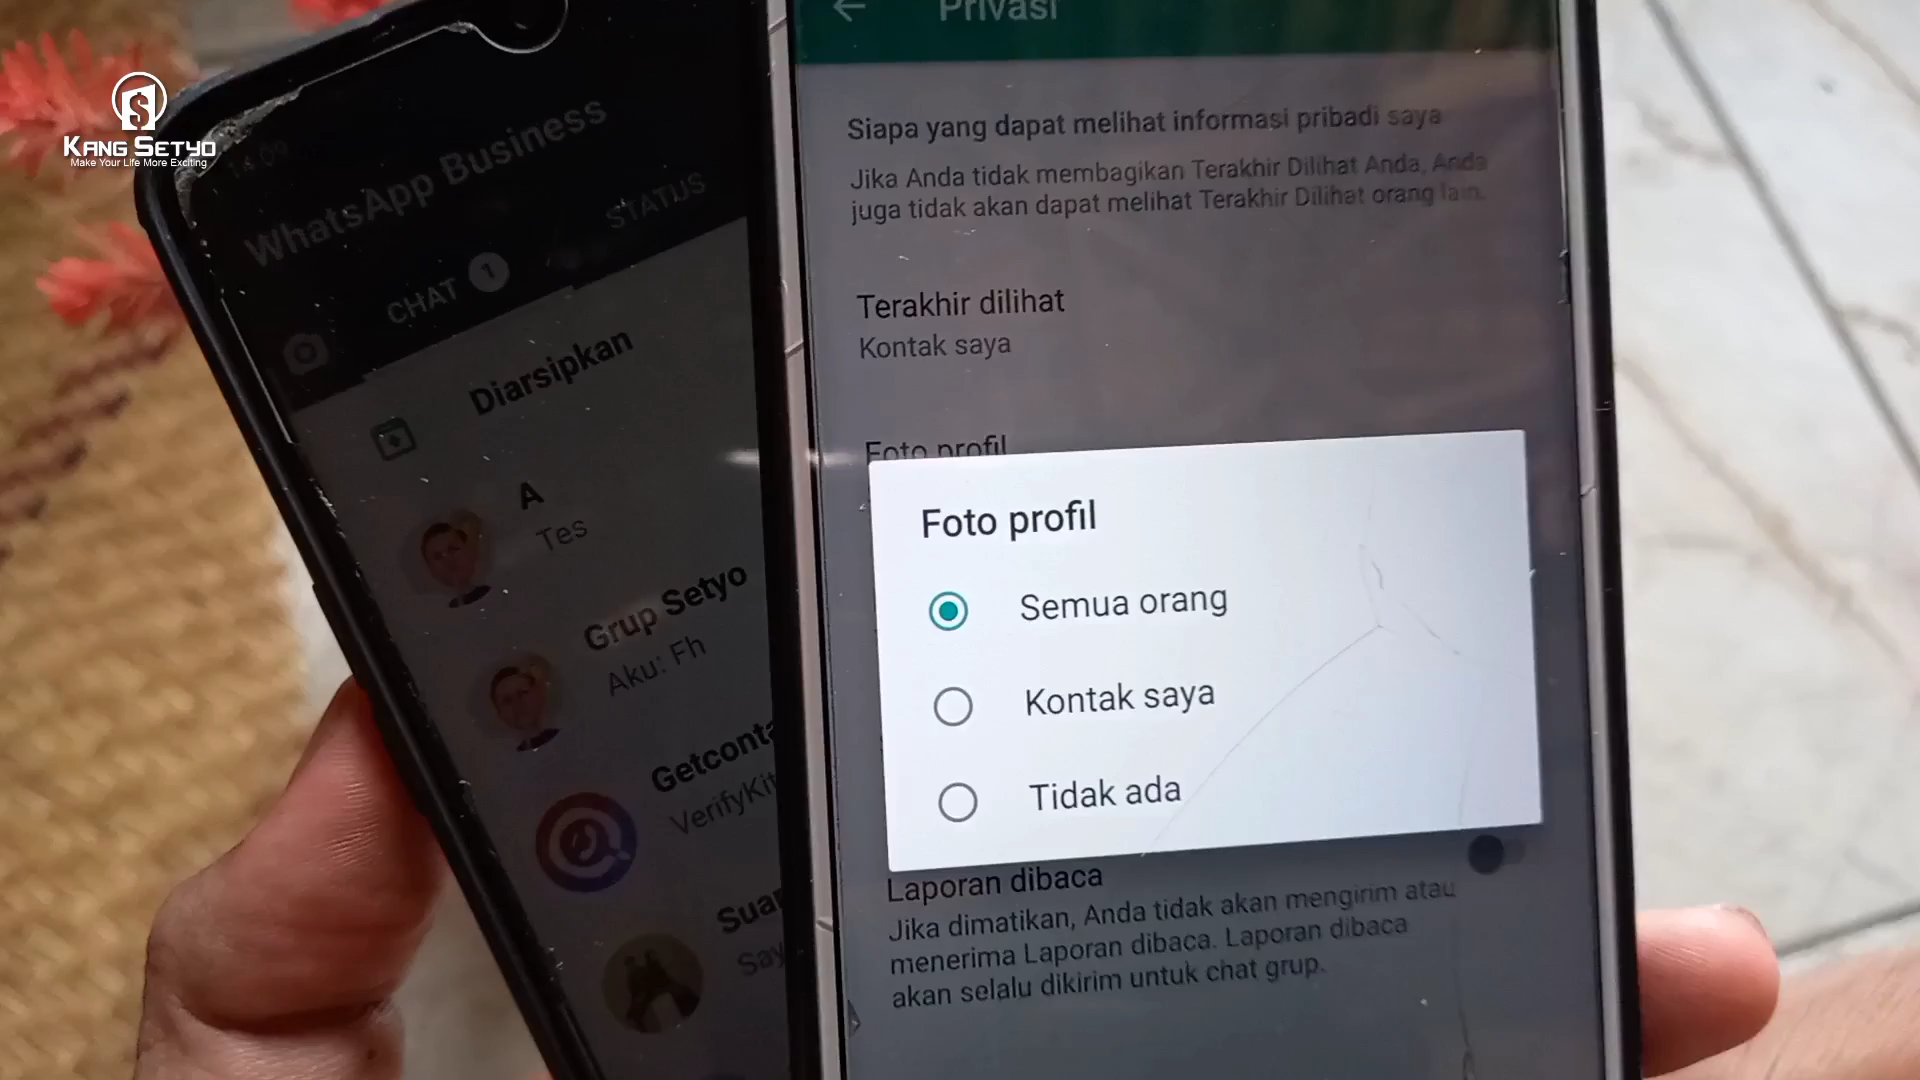 KANG SETYO
Make Your Life More Exciting
14.09
WhatsApp Business
CHAT 1
STATUS
Diarsipkan
A
Tes
Grup Setyo
Aku: Fh
Privasi
Siapa yang dapat melihat informasi pribadi saya
Jika Anda tidak membagikan Terakhir Dilihat Anda, Anda
juga tidak akan dapat melihat Terakhir Dilihat orang lain.
Terakhir dilihat
Kontak saya
Foto profil
Foto profil
Semua orang
Kontak saya
Tidak ada
Laporan dibaca
Jika dimatikan, Anda tidak akan mengirim atau
menerima Laporan dibaca. Laporan dibaca
akan selalu dikirim untuk chat grup.